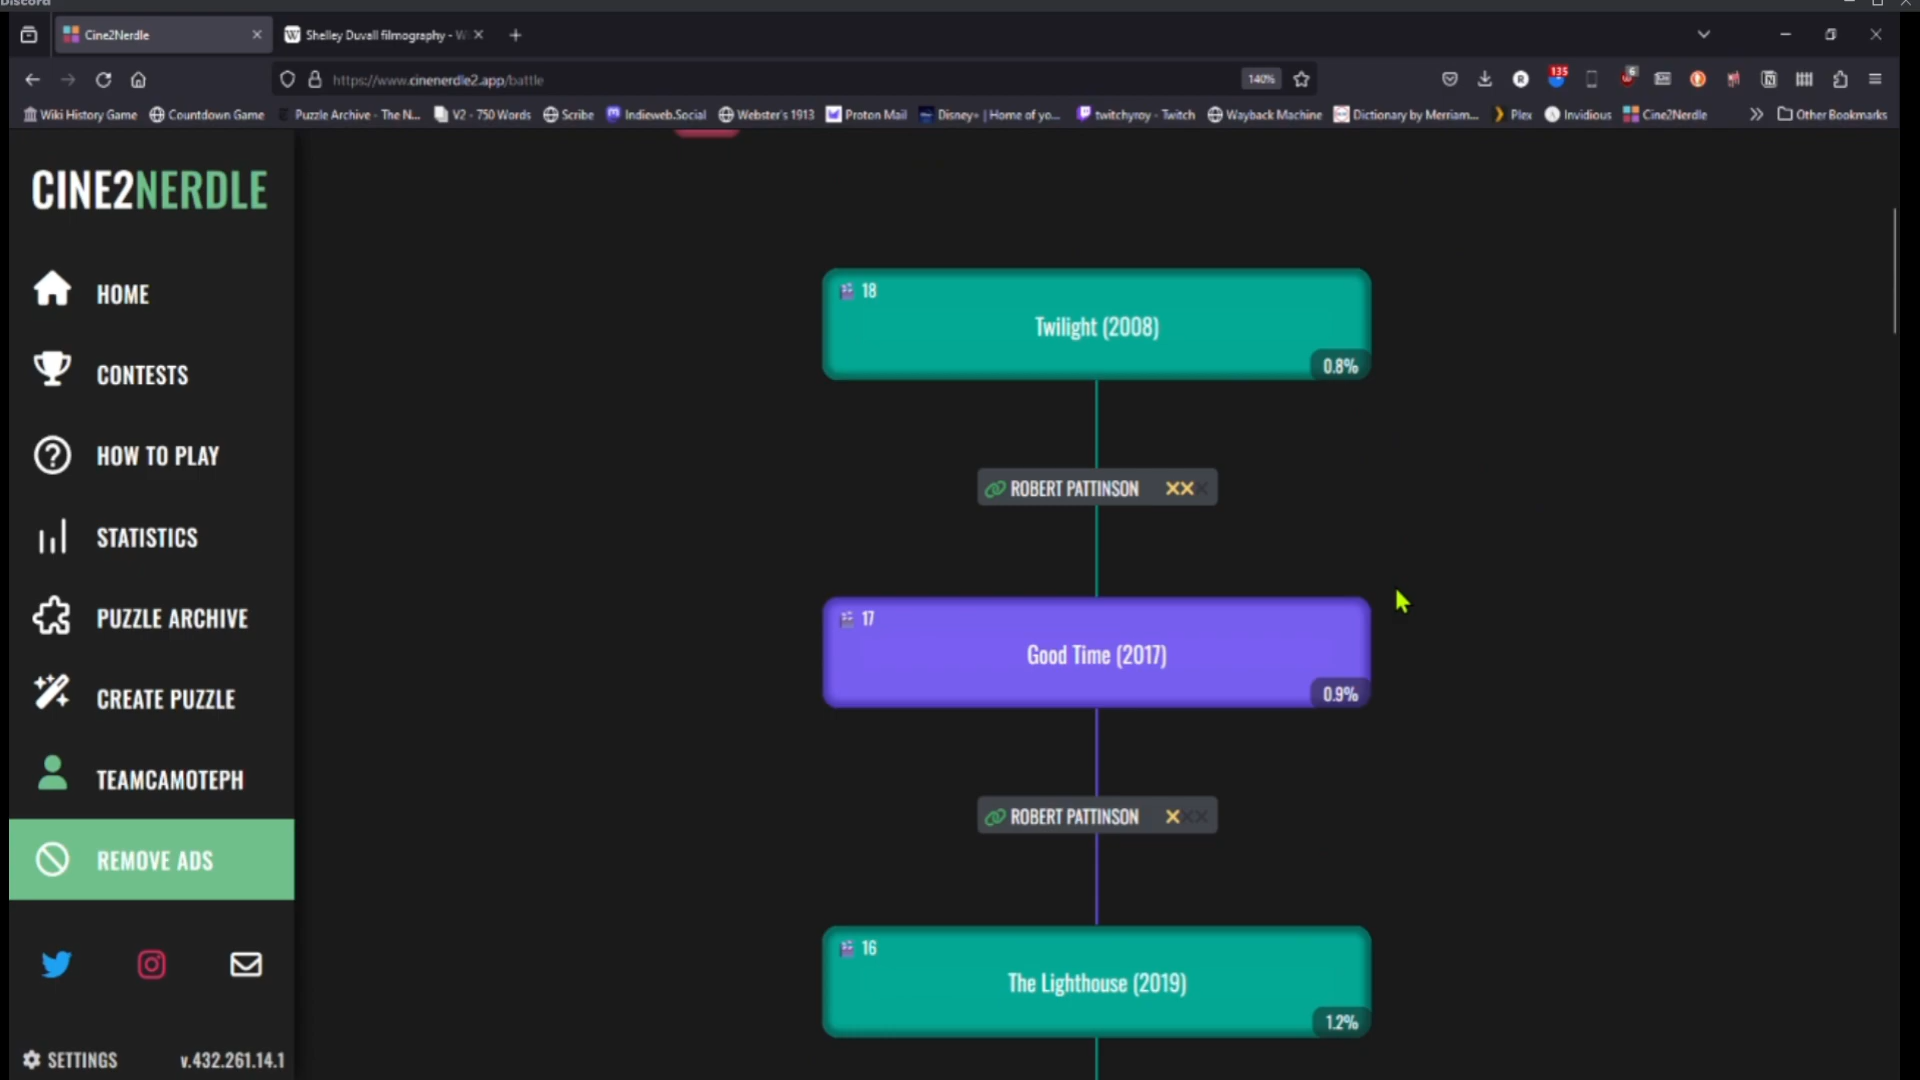 Discord
Cine2Nerdle
Shelley Duvall filmography - W
https://www.cinenerdle2.app/battle
140%
135
6
Wiki History Game
Countdown Game
Puzzle Archive - The N...
V2 - 750 Words
Scribe
Indieweb.Social
Webster's 1913
Proton Mail
Disney+ | Home of yo...
twitchyroy - Twitch
Wayback Machine
Dictionary by Merriam...
Plex
Invidious
Cine2Nerdle
Other Bookmarks
CINE2NERDLE
HOME
CONTESTS
HOW TO PLAY
STATISTICS
PUZZLE ARCHIVE
CREATE PUZZLE
TEAMCAMOTEPH
REMOVE ADS
SETTINGS
v.432.261.14.1
18
Twilight (2008)
0.8%
ROBERT PATTINSON
17
Good Time (2017)
0.9%
ROBERT PATTINSON
16
The Lighthouse (2019)
1.2%